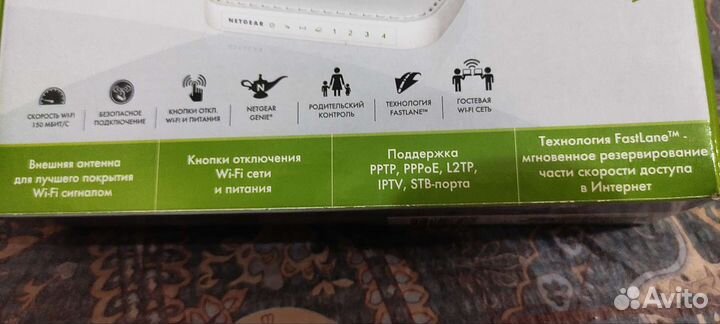 NETGEAR
1 2 3 4
СКОРОСТЬ WI-FI
150 МБИТ/С
БЕЗОПАСНОЕ
ПОДКЛЮЧЕНИЕ
КНОПКИ ОТКЛ.
WI-FI И ПИТАНИЯ
N
NETGEAR
GENIE®
РОДИТЕЛЬСКИЙ
КОНТРОЛЬ
ТЕХНОЛОГИЯ
FASTLANE™
ГОСТЕВАЯ
WI-FI СЕТЬ
Внешняя антенна
для лучшего покрытия
Wi-Fi сигналом
Кнопки отключения
Wi-Fi сети
и питания
Поддержка
PPTP, PPPoE, L2TP,
IPTV, STB-порта
Технология FastLane™ -
мгновенное резервирование
части скорости доступа
в Интернет
Avito